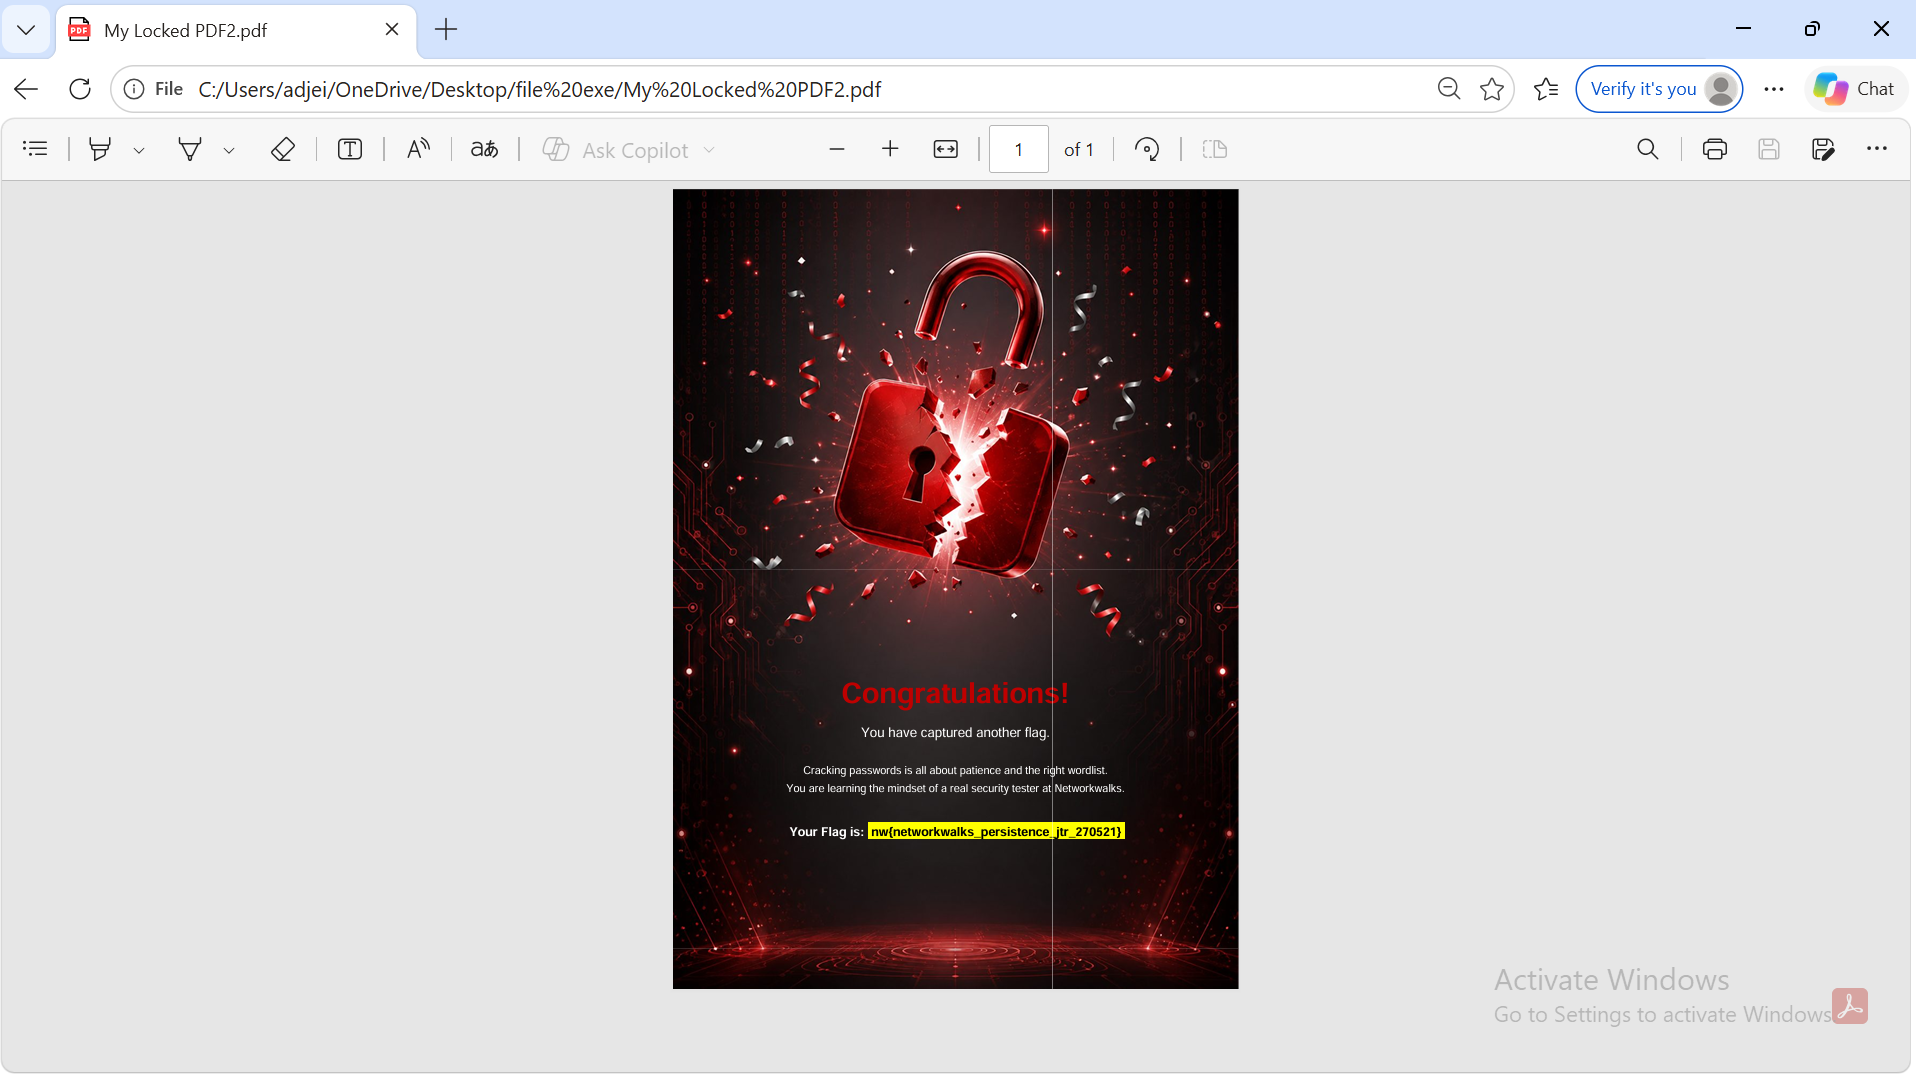 My Locked PDF2.pdf
File
C:/Users/adjei/OneDrive/Desktop/file%20exe/My%20Locked%20PDF2.pdf
Verify it's you
Chat
Ask Copilot
1
of 1
Congratulations!
You have captured another flag.
Cracking passwords is all about patience and the right wordlist.
You are learning the mindset of a real security tester at Networkwalks.
Your Flag is: nw{networkwalks_persistence_jtr_270521}
Activate Windows
Go to Settings to activate Windows